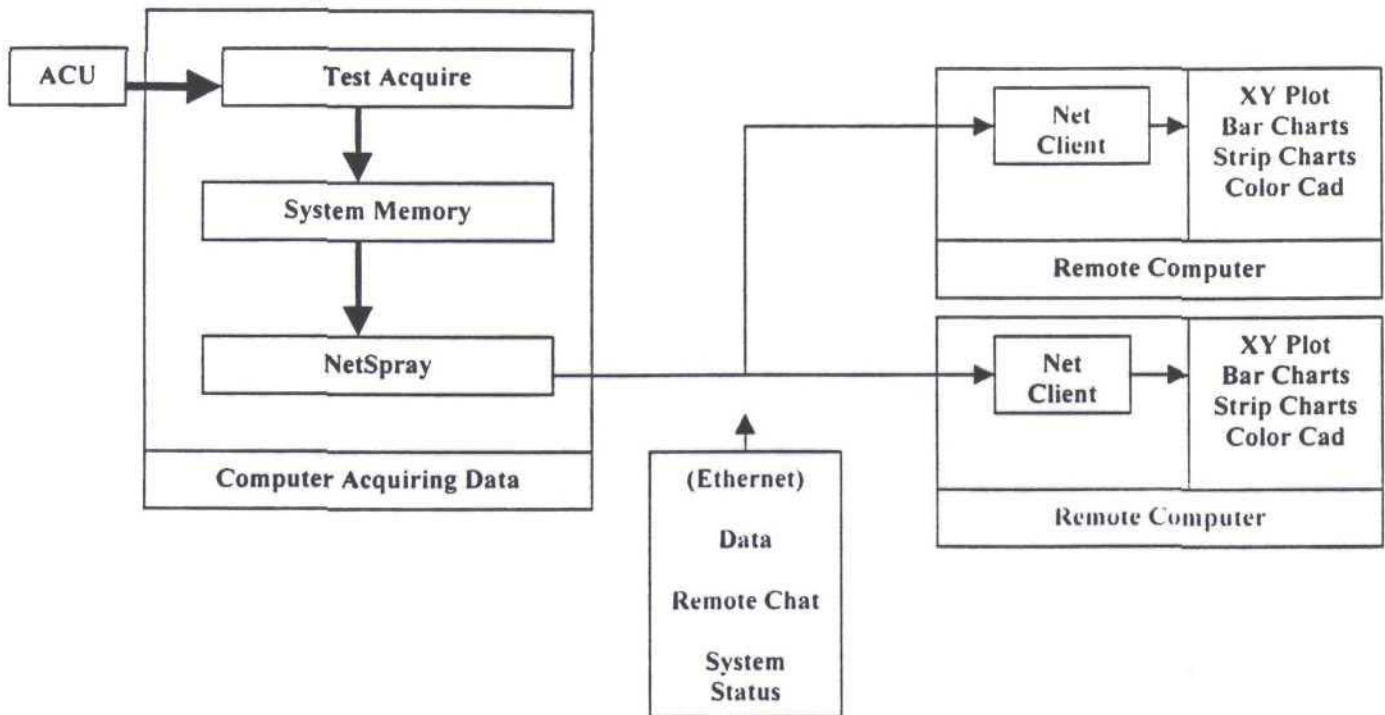 ACU
Test Acquire
System Memory
NetSpray
Computer Acquiring Data
(Ethernet)
Data
Remote Chat
System
Status
Net
Client
XY Plot
Bar Charts
Strip Charts
Color Cad
Remote Computer
Net
Client
XY Plot
Bar Charts
Strip Charts
Color Cad
Remote Computer